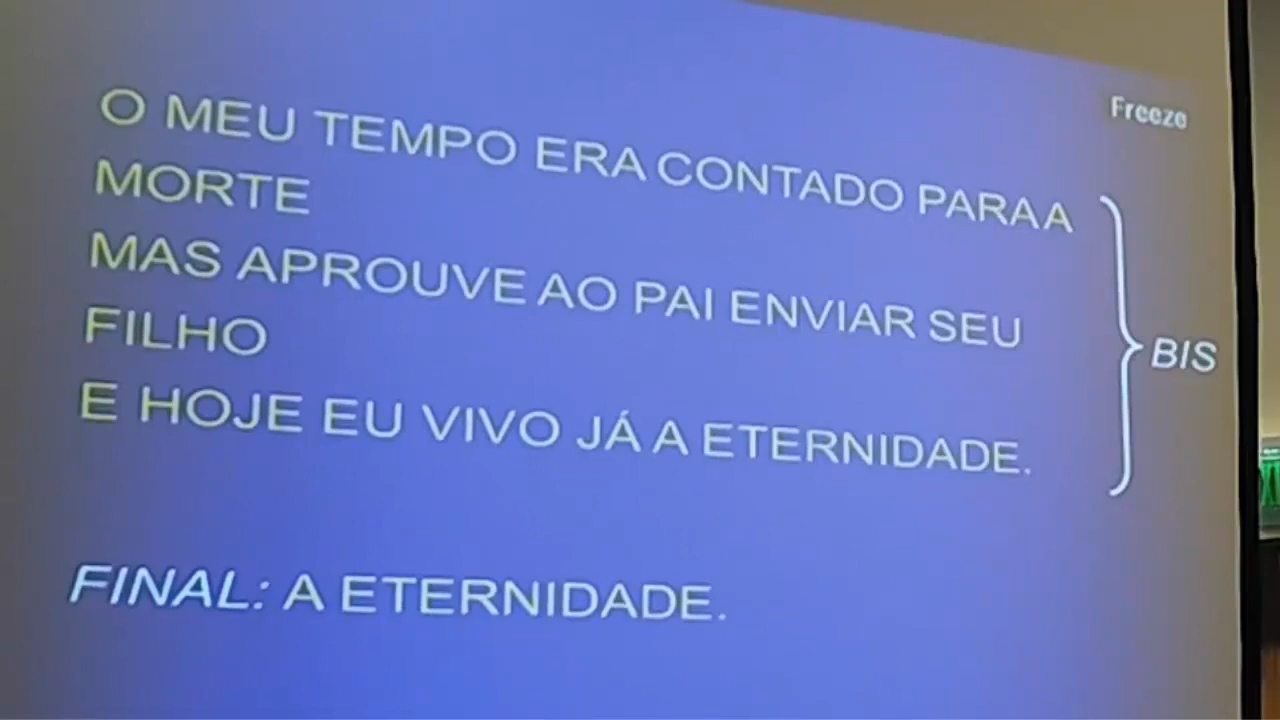 Freeze
O MEU TEMPO ERA CONTADO PARA A
MORTE
MAS APROUVE AO PAI ENVIAR SEU
FILHO
E HOJE EU VIVO JÁ A ETERNIDADE.
BIS
FINAL: A ETERNIDADE.